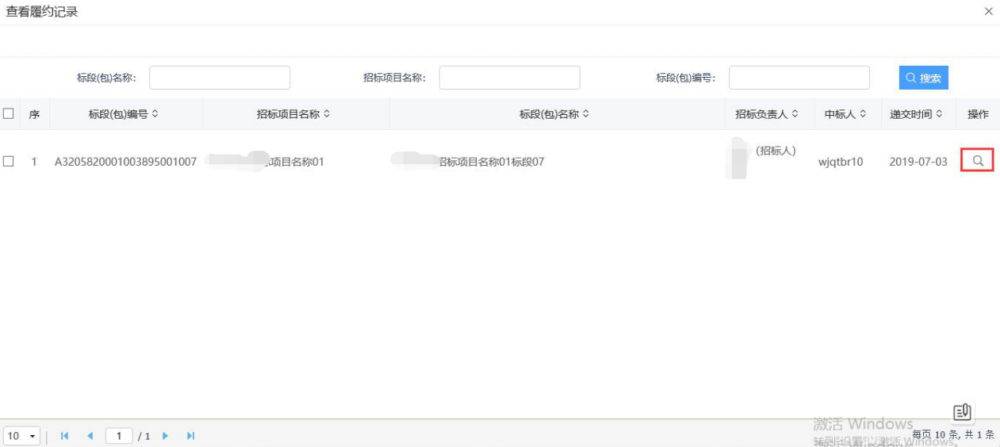 查看履约记录
标段(包)名称: 招标项目名称: 标段(包)编号: 搜索
序 标段(包)编号 招标项目名称 标段(包)名称 招标负责人 中标人 递交时间 操作
1 A3205820001003895001007 项目名称01 招标项目名称01标段07 (招标人) wjqtbr10 2019-07-03
激活 Windows
转到"设置"以激活 Windows。
10 1 / 1 每页 10 条, 共 1 条